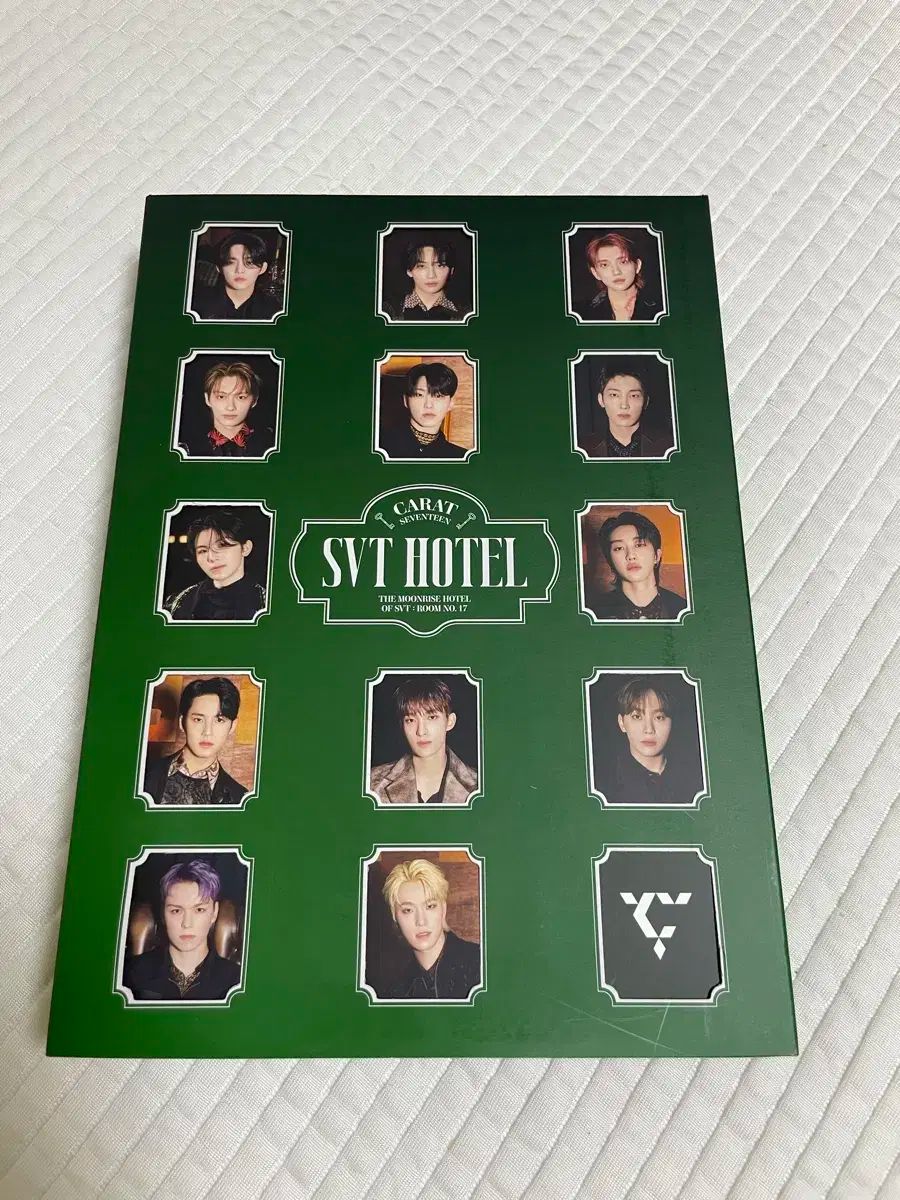 CARAT
SEVENTEEN
SVT HOTEL
THE MOONRISE HOTEL
OF SVT : ROOM NO. 17